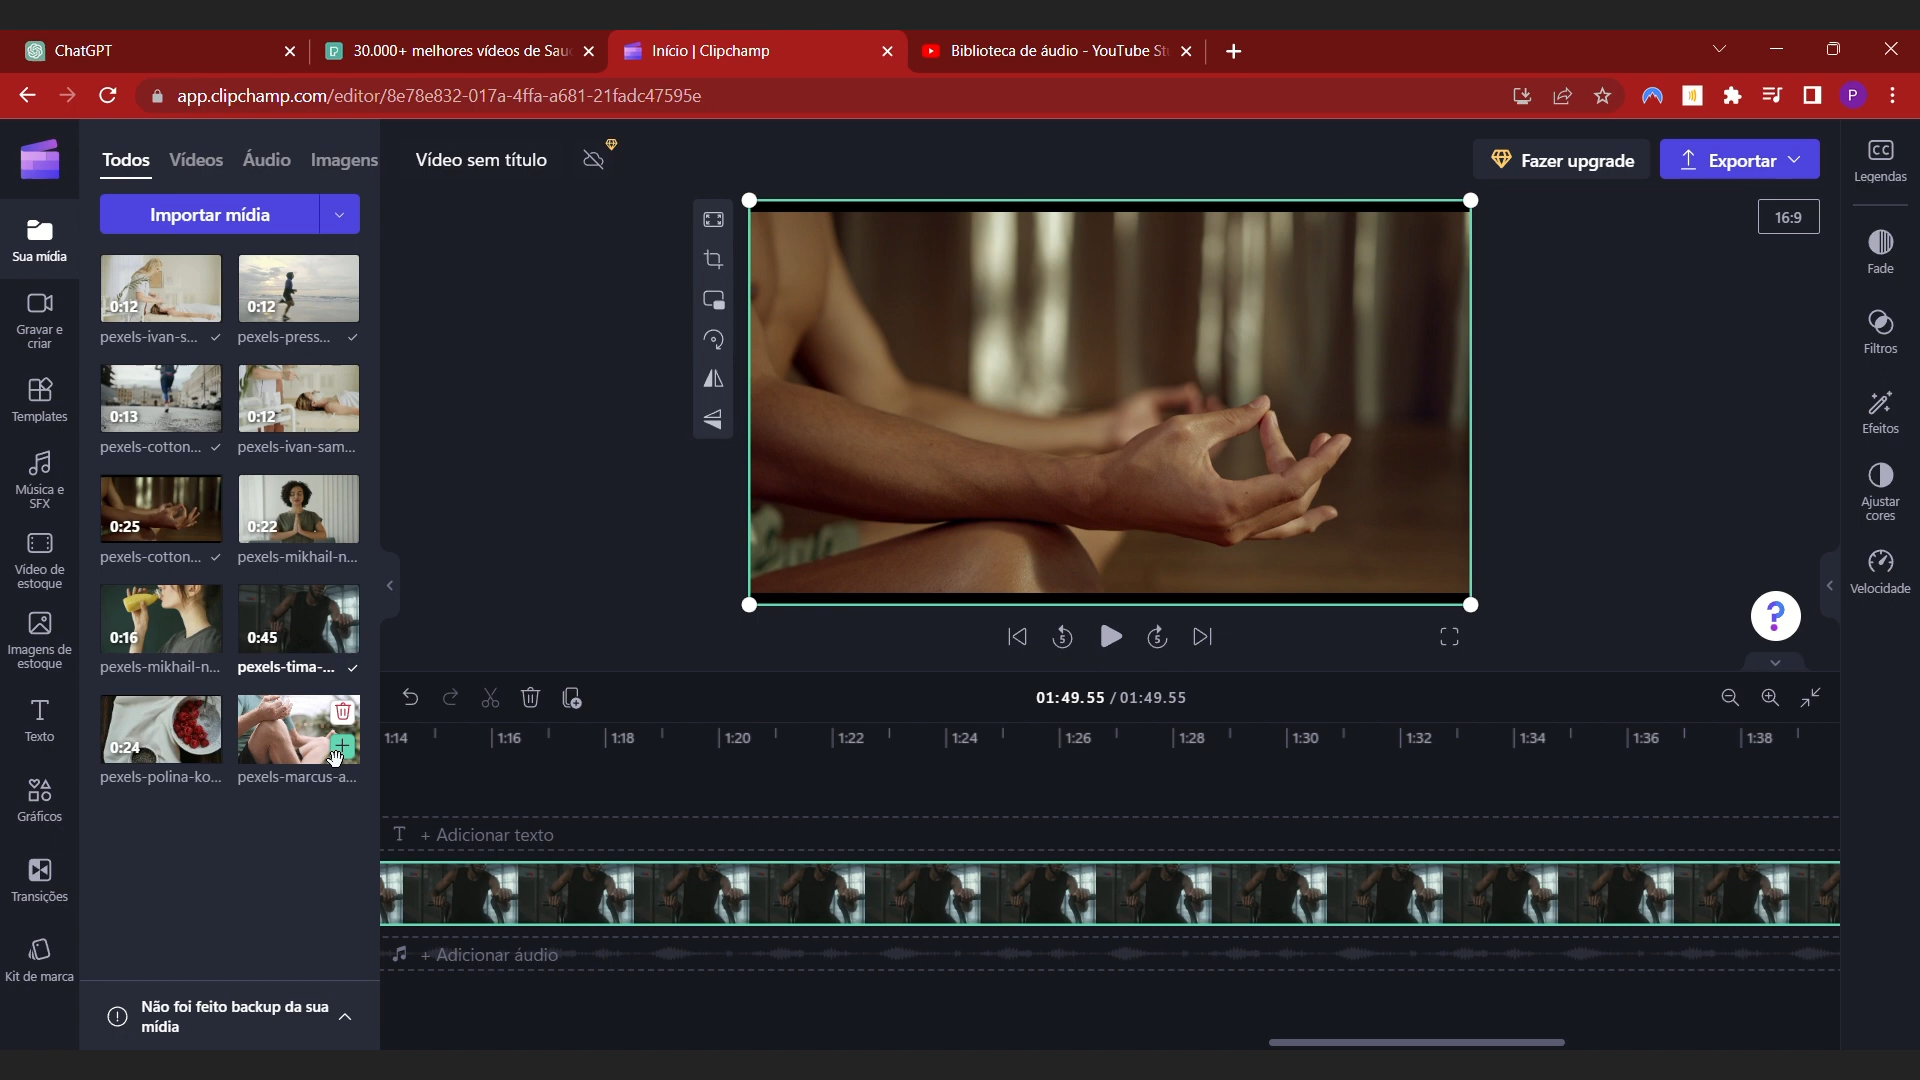 ChatGPT
30.000+ melhores vídeos de Saú
Início | Clipchamp
Biblioteca de áudio - YouTube St
app.clipchamp.com/editor/8e78e832-017a-4ffa-a681-21fadc47595e
P
Todos
Vídeos
Áudio
Imagens
Vídeo sem título
Fazer upgrade
Exportar
CC
Legendas
Importar mídia
16:9
Sua mídia
Fade
0:12
0:12
pexels-ivan-s...
pexels-press...
Gravar e
criar
Filtros
0:13
0:12
pexels-cotton...
pexels-ivan-sam...
Templates
Efeitos
Música e
SFX
Ajustar
cores
0:25
0:22
pexels-cotton...
pexels-mikhail-n...
Vídeo de
estoque
Velocidade
0:16
0:45
pexels-mikhail-n...
pexels-tima-...
Imagens de
estoque
5
5
?
Texto
01:49.55 / 01:49.55
0:24
pexels-polina-ko...
pexels-marcus-a...
1:14
1:16
1:18
1:20
1:22
1:24
1:26
1:28
1:30
1:32
1:34
1:36
1:38
Gráficos
T + Adicionar texto
Transições
+ Adicionar áudio
Kit de marca
Não foi feito backup da sua
mídia